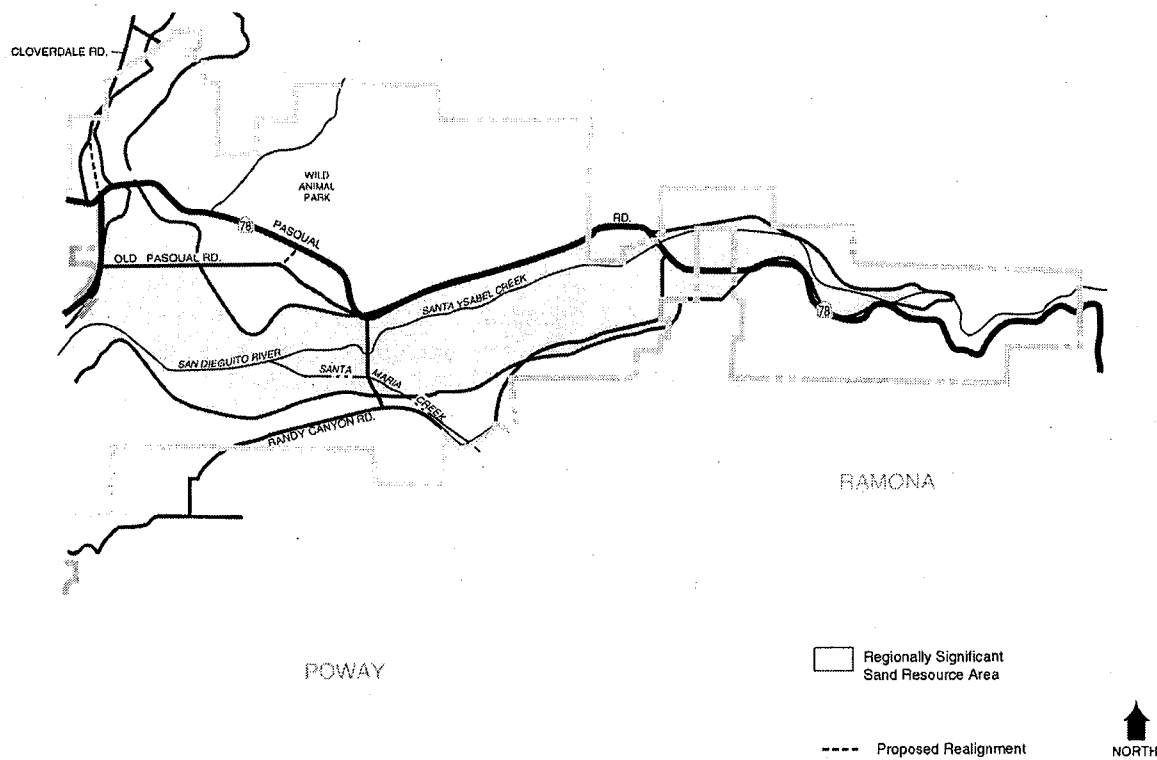 CLOVERDALE RD.
WILD
ANIMAL
PARK
78
PASQUAL
RD.
OLD PASQUAL RD.
SANTA YSABEL CREEK
78
SAN DIEGUITO RIVER
SANTA MARIA CREEK
RANDY CANYON RD.
RAMONA
POWAY
Regionally Significant
Sand Resource Area
Proposed Realignment
NORTH